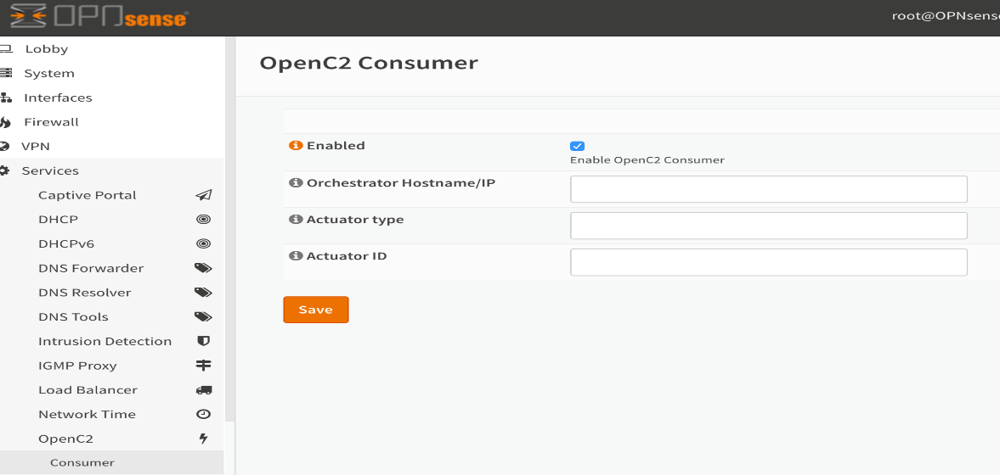 OPNsense
root@OPNsense
Lobby
System
Interfaces
Firewall
VPN
Services
Captive Portal
DHCP
DHCPv6
DNS Forwarder
DNS Resolver
DNS Tools
Intrusion Detection
IGMP Proxy
Load Balancer
Network Time
OpenC2
Consumer
OpenC2 Consumer
Enabled
Enable OpenC2 Consumer
Orchestrator Hostname/IP
Actuator type
Actuator ID
Save